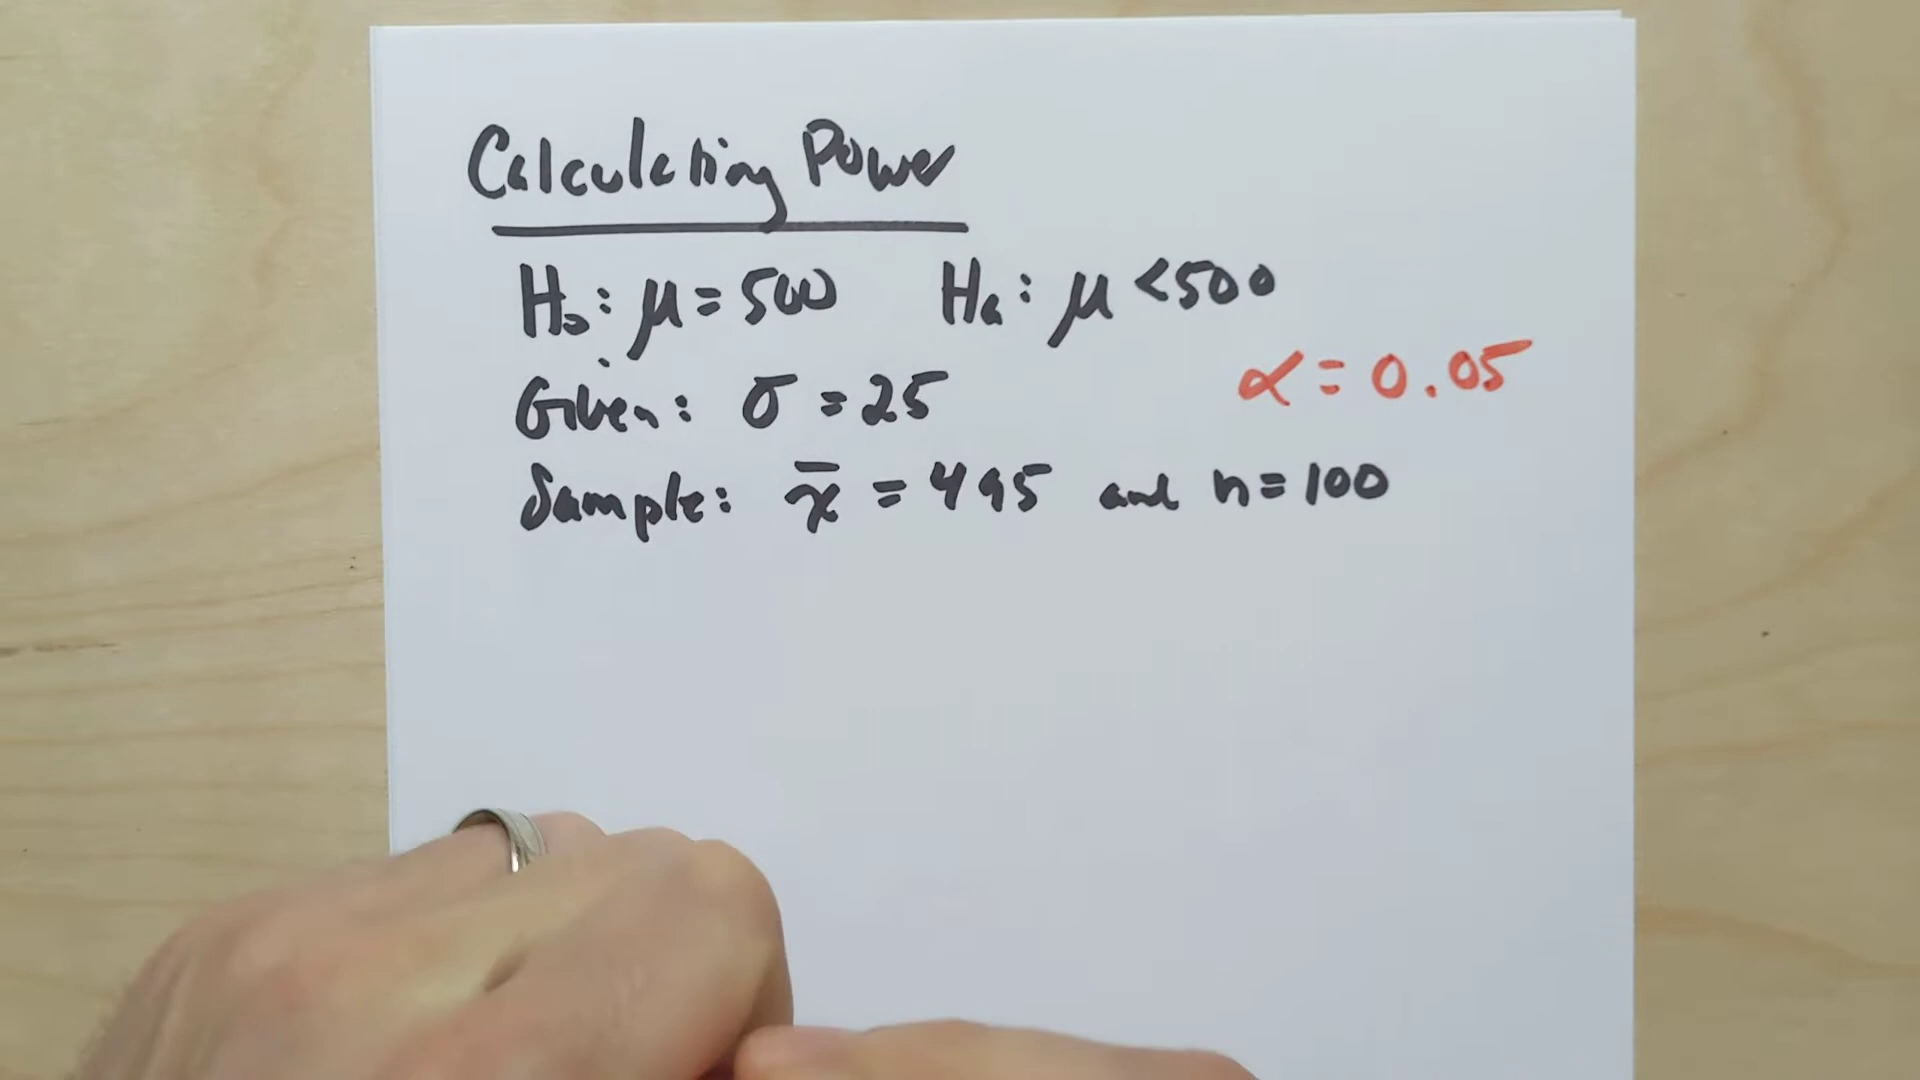 Calculating Power
H₀: μ = 500 Hₐ: μ < 500
α = 0.05
Given: σ = 25
Sample: x̄ = 495 and n = 100